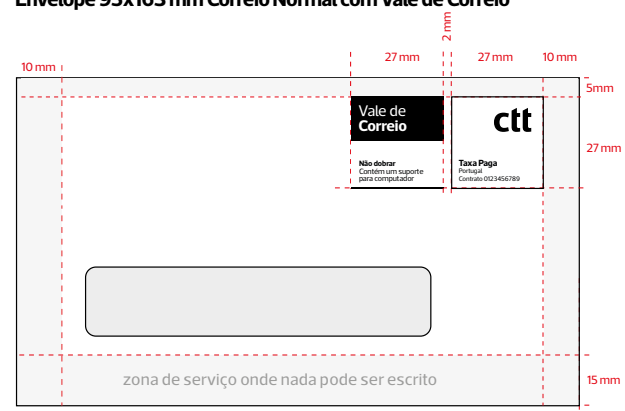 Envelope 95x163 mm Correio Normal com Vale de Correio
2 mm
27 mm
27 mm
10 mm
10 mm
5mm
Vale de
Correio
ctt
27 mm
Não dobrar
Contém um suporte
para computador
Taxa Paga
Portugal
Contrato 0123456789
zona de serviço onde nada pode ser escrito
15 mm